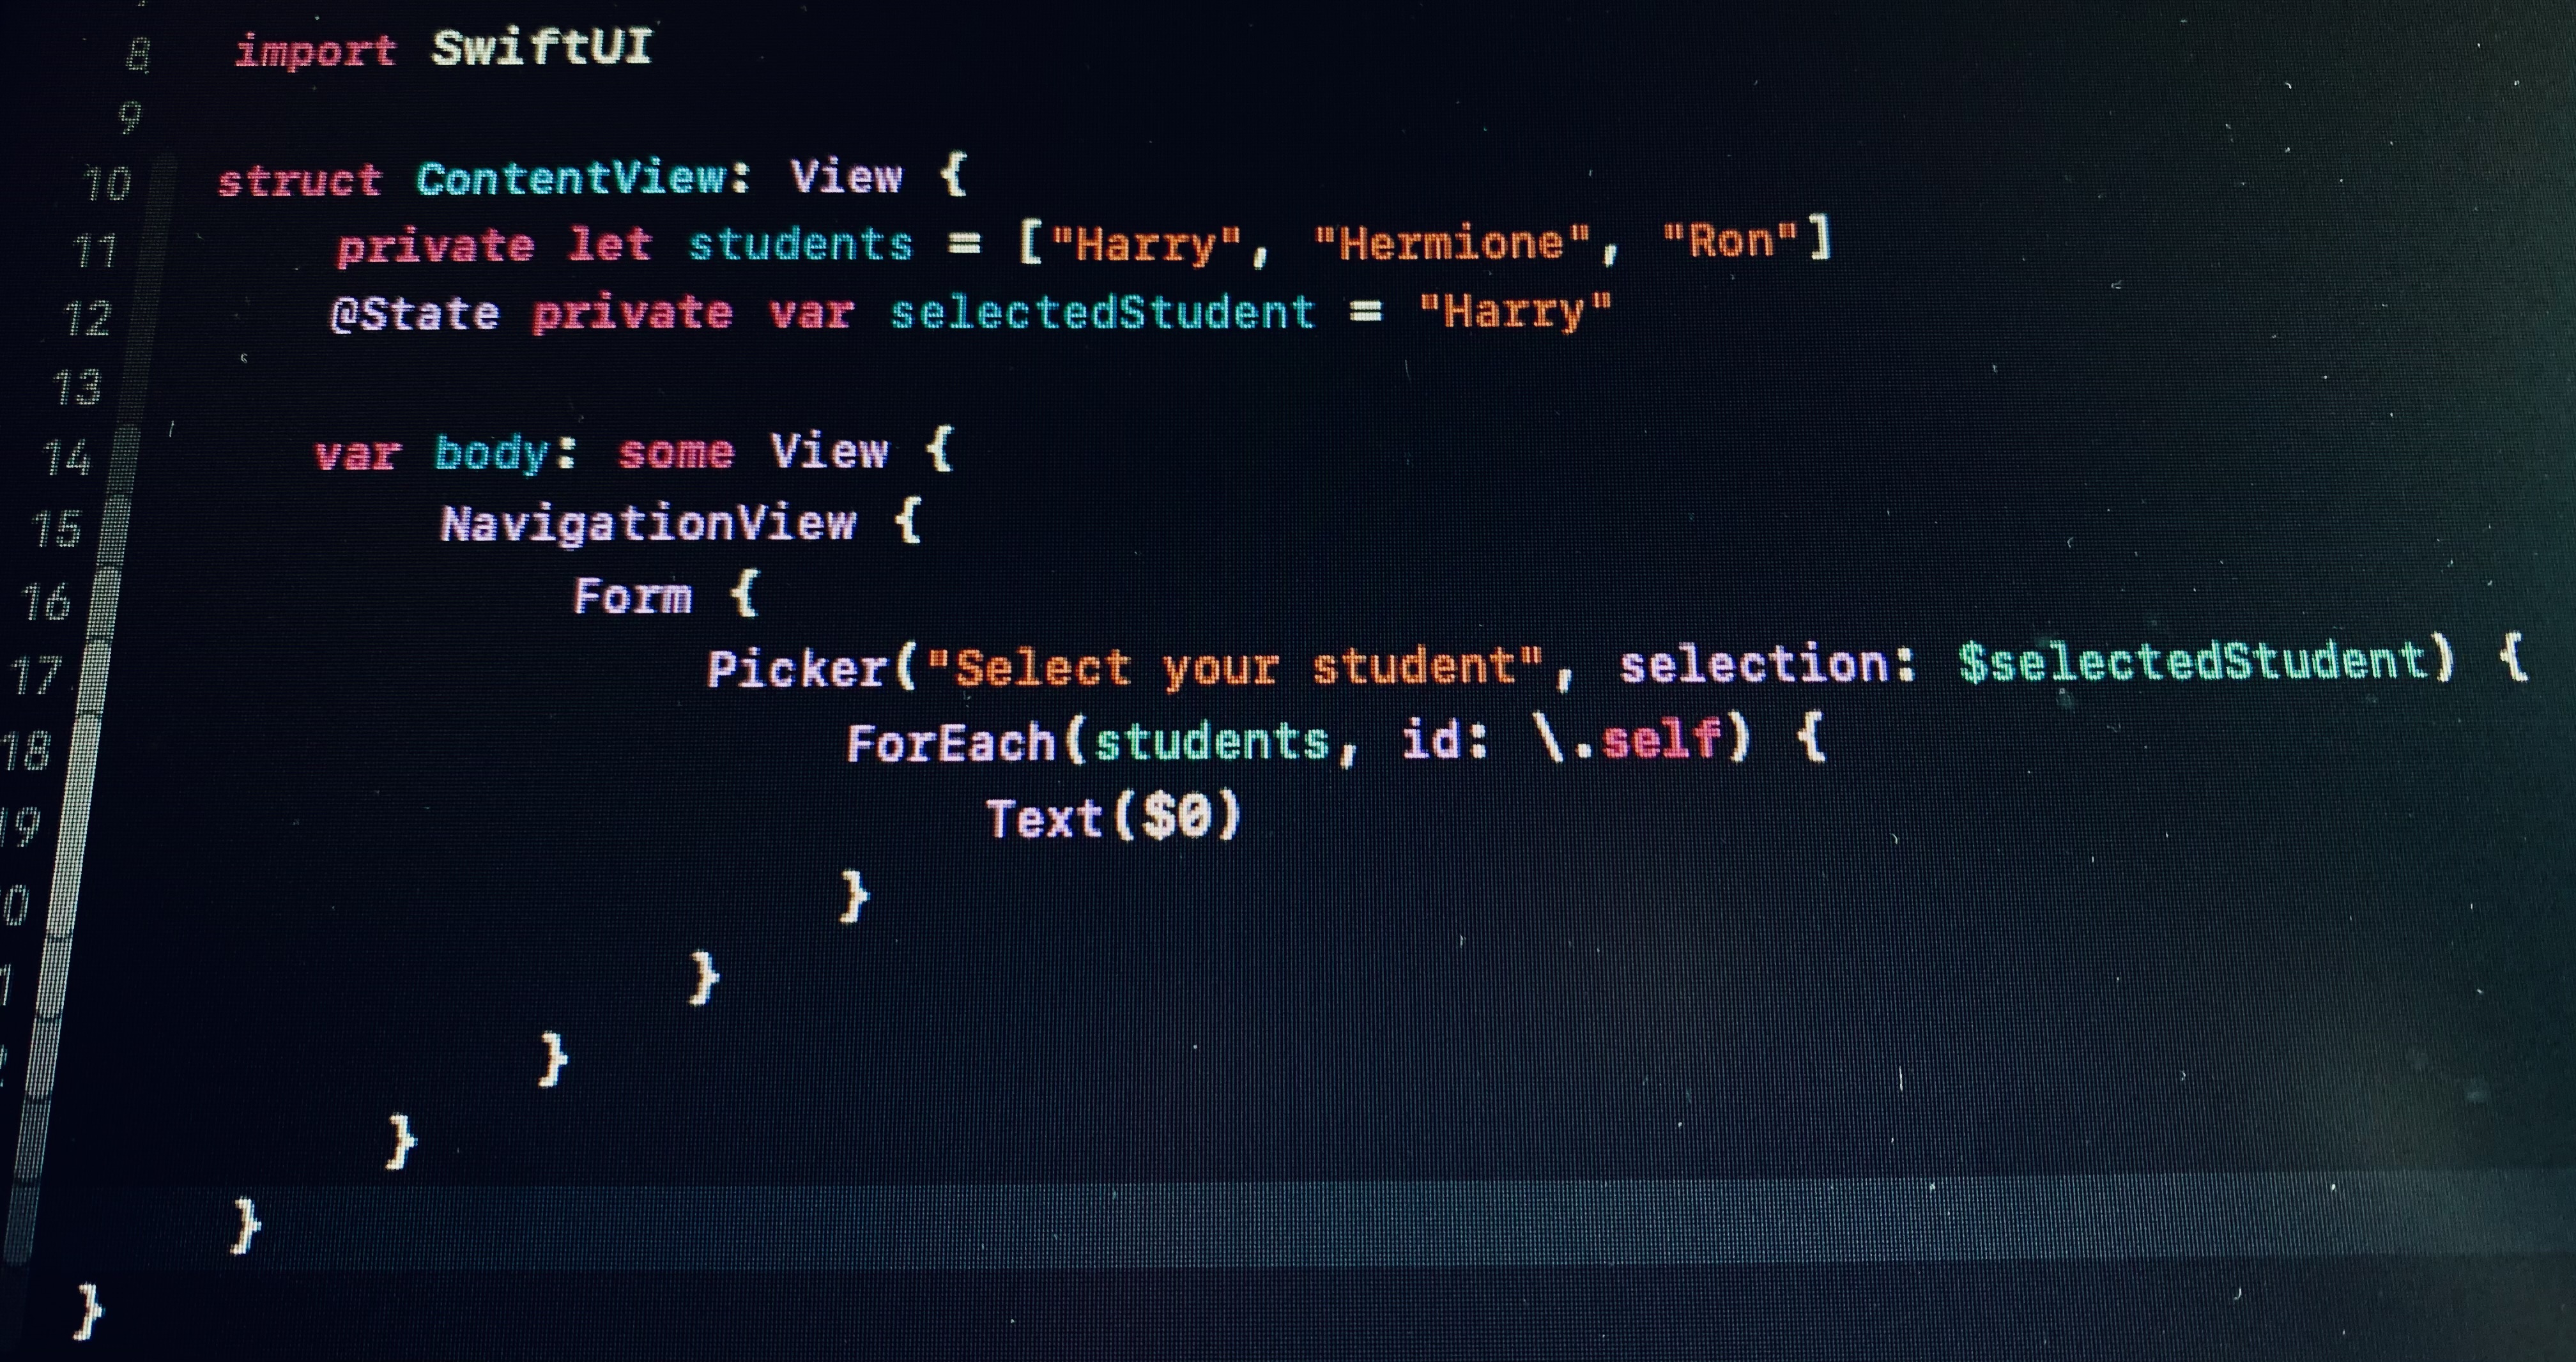 8 import SwiftUI
9
10 struct ContentView: View {
11 private let students = ["Harry", "Hermione", "Ron"]
12 @State private var selectedStudent = "Harry"
13
14 var body: some View {
15 NavigationView {
16 Form {
17 Picker("Select your student", selection: $selectedStudent) {
18 ForEach(students, id: \.self) {
19 Text($0)
0 }
1 }
}
}
}
}